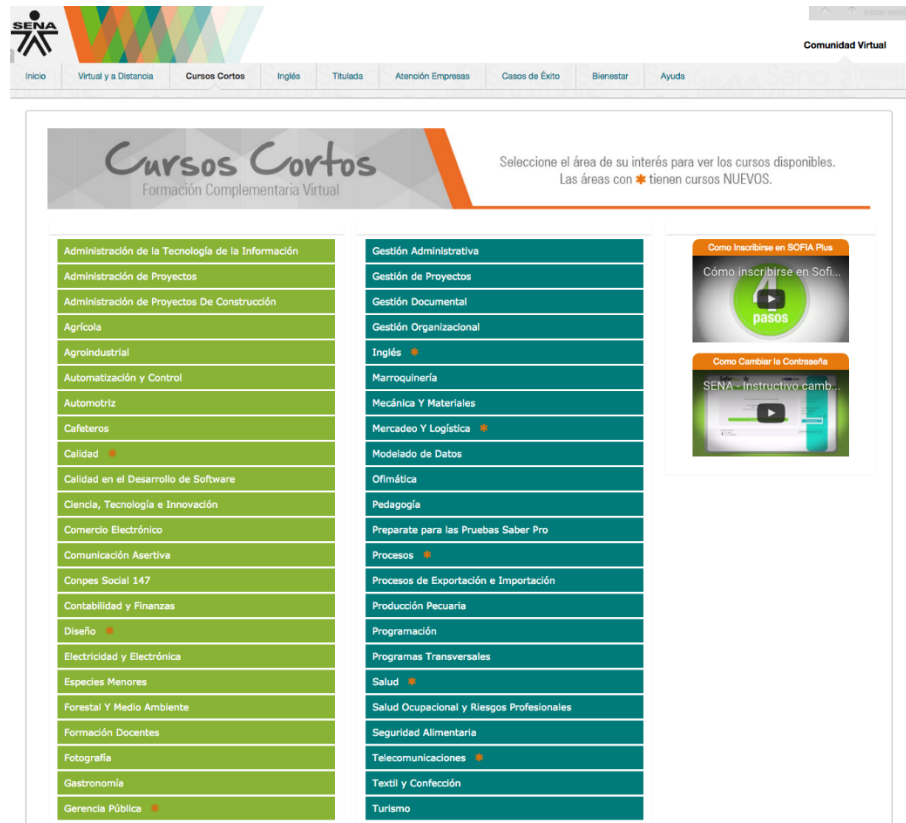 SENA
Comunidad Virtual
Inicio
Virtual y a Distancia
Cursos Cortos
Inglés
Titulada
Atención Empresas
Casos de Éxito
Bienestar
Ayuda
Cursos Cortos
Formación Complementaria Virtual
Seleccione el área de su interés para ver los cursos disponibles.
Las áreas con ✱ tienen cursos NUEVOS.
Administración de la Tecnología de la Información
Administración de Proyectos
Administración de Proyectos De Construcción
Agrícola
Agroindustrial
Automatización y Control
Automotriz
Cafeteros
Calidad ✱
Calidad en el Desarrollo de Software
Ciencia, Tecnología e Innovación
Comercio Electrónico
Comunicación Asertiva
Conpes Social 147
Contabilidad y Finanzas
Diseño ✱
Electricidad y Electrónica
Especies Menores
Forestal Y Medio Ambiente
Formación Docentes
Fotografía
Gastronomía
Gerencia Pública ✱
Gestión Administrativa
Gestión de Proyectos
Gestión Documental
Gestión Organizacional
Inglés ✱
Marroquinería
Mecánica Y Materiales
Mercadeo Y Logística ✱
Modelado de Datos
Ofimática
Pedagogía
Preparate para las Pruebas Saber Pro
Procesos ✱
Procesos de Exportación e Importación
Producción Pecuaria
Programación
Programas Transversales
Salud ✱
Salud Ocupacional y Riesgos Profesionales
Seguridad Alimentaria
Telecomunicaciones ✱
Textil y Confección
Turismo
Como Inscribirse en SOFIA Plus
Cómo inscribirse en Sofi...
4
pasos
Como Cambiar la Contraseña
SENA - Instructivo camb...